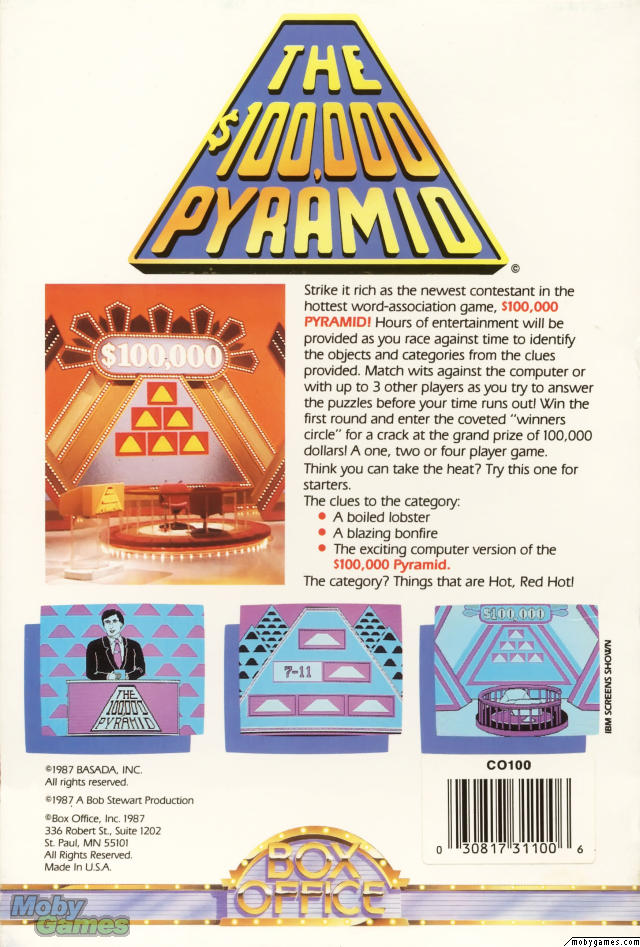 THE
$100,000
PYRAMID
©
Strike it rich as the newest contestant in the
hottest word-association game, $100,000
PYRAMID! Hours of entertainment will be
provided as you race against time to identify
the objects and categories from the clues
provided. Match wits against the computer or
with up to 3 other players as you try to answer
the puzzles before your time runs out! Win the
first round and enter the coveted "winners
circle" for a crack at the grand prize of 100,000
dollars! A one, two or four player game.
Think you can take the heat? Try this one for
starters.
The clues to the category:
• A boiled lobster
• A blazing bonfire
• The exciting computer version of the
$100,000 Pyramid.
The category? Things that are Hot, Red Hot!
$100,000
THE
100,000
PYRAMID
7-11
$100,000
IBM SCREENS SHOWN
©1987 BASADA, INC.
All rights reserved.
©1987 A Bob Stewart Production
©Box Office, Inc. 1987
336 Robert St., Suite 1202
St. Paul, MN 55101
All Rights Reserved.
Made In U.S.A.
CO100
0 30817 31100 6
BOX
OFFICE
Moby
Games
mobygames.com